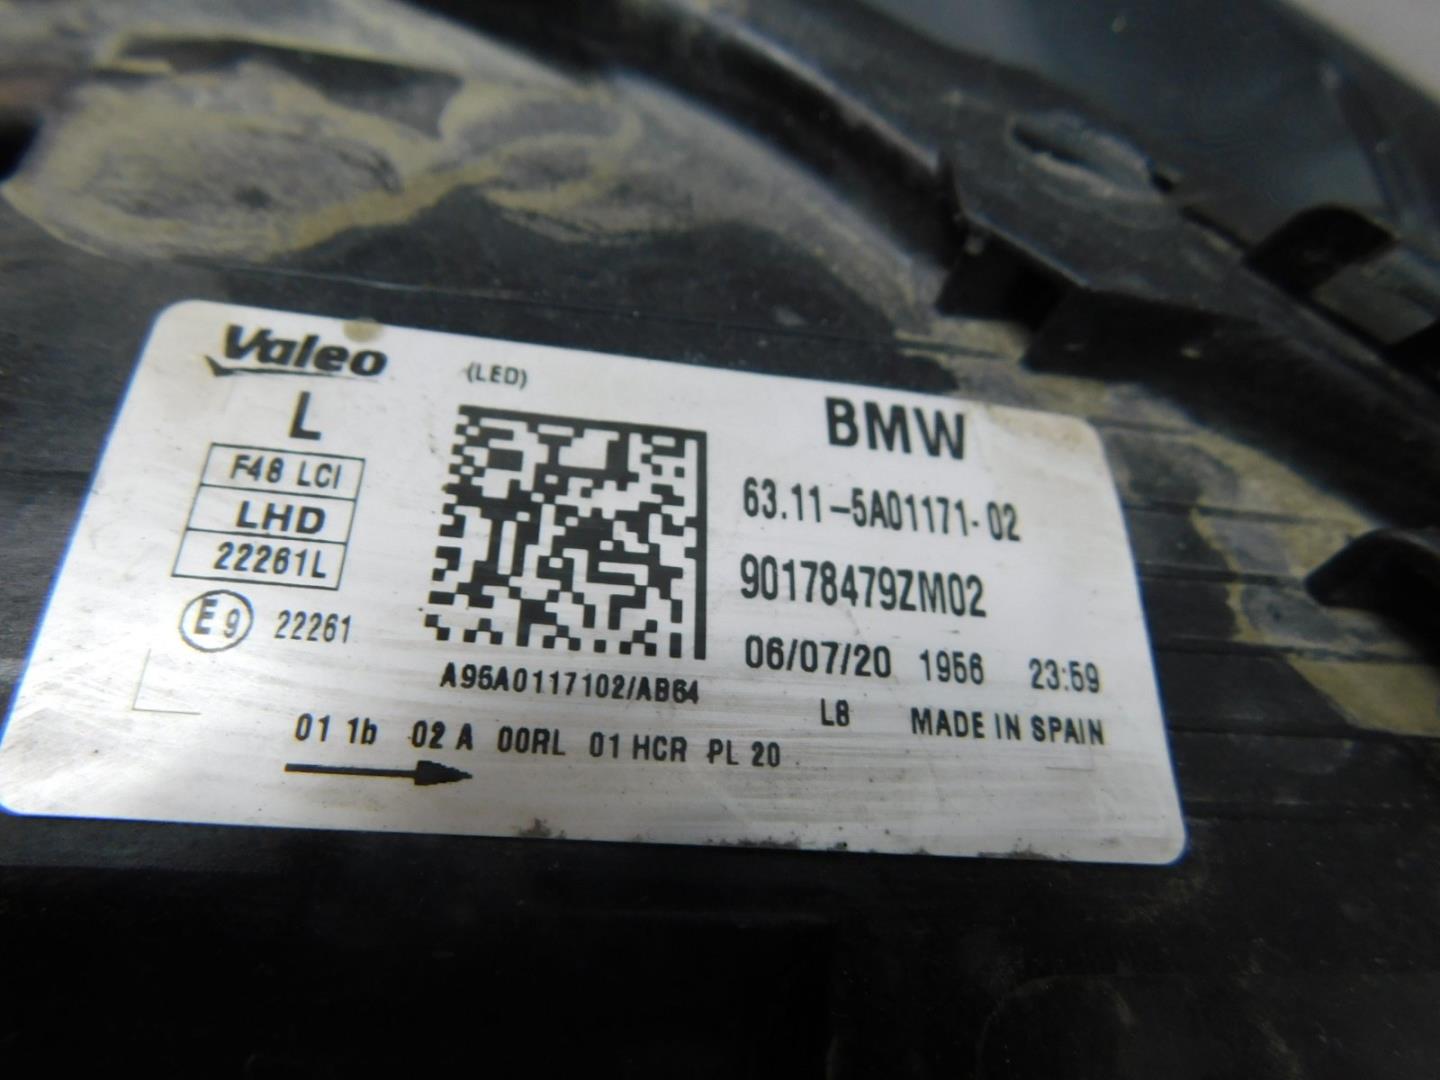 Valeo
(LED)
L
F48 LCI
LHD
22261L
E9 22261
BMW
63.11-5A01171-02
90178479ZM02
06/07/20 1956 23:59
A95A0117102/AB64
L8 MADE IN SPAIN
01 1b 02 A 00RL 01 HCR PL 20